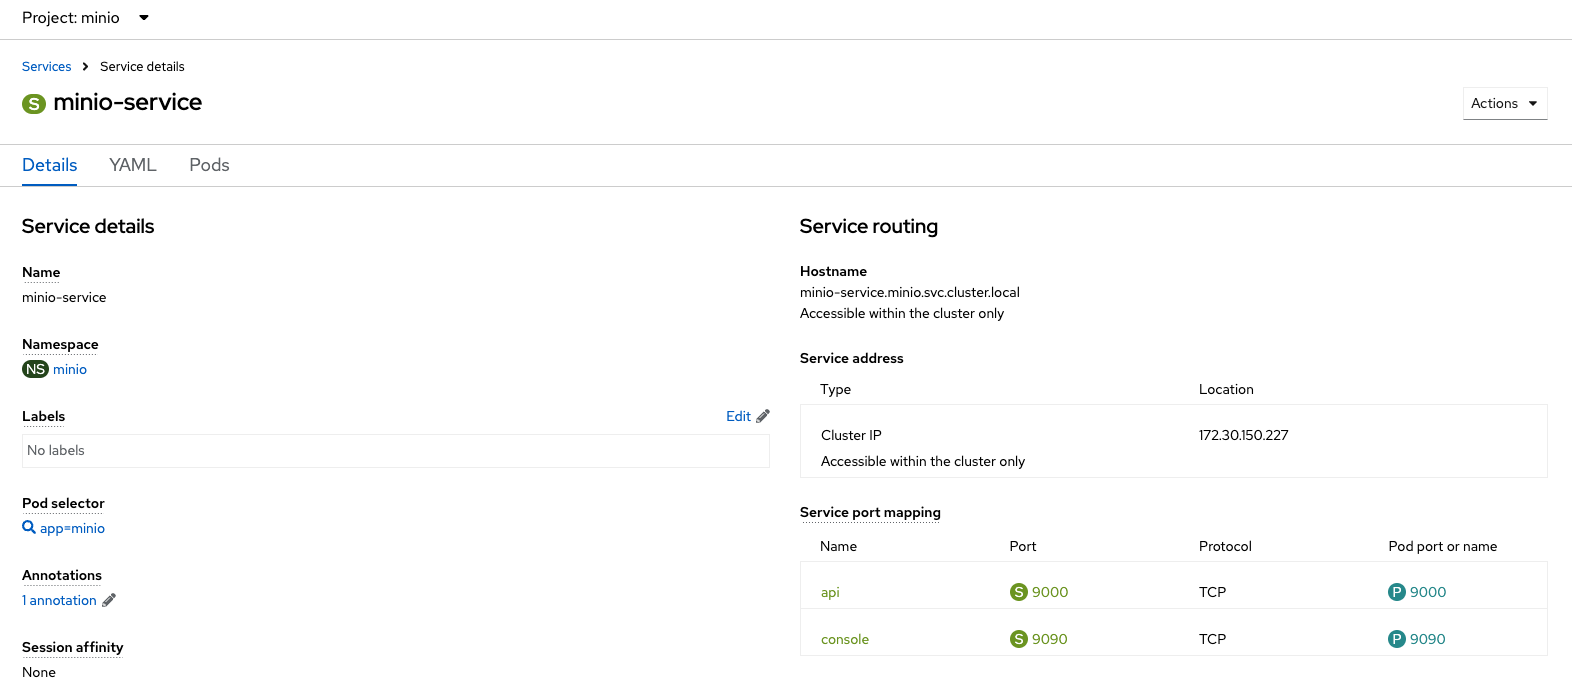 Project: minio
Services > Service details
S minio-service
Actions
Details YAML Pods
Service details
Name
minio-service
Namespace
NS minio
Labels
Edit
No labels
Pod selector
app=minio
Annotations
1 annotation
Session affinity
None
Service routing
Hostname
minio-service.minio.svc.cluster.local
Accessible within the cluster only
Service address
Type Location
Cluster IP 172.30.150.227
Accessible within the cluster only
Service port mapping
Name Port Protocol Pod port or name
api S 9000 TCP P 9000
console S 9090 TCP P 9090